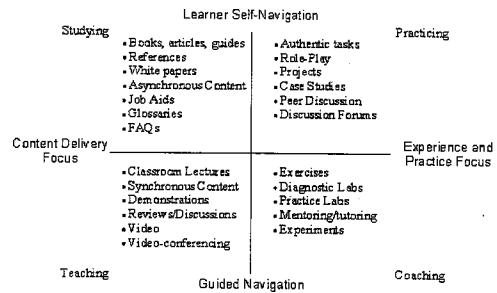 Learner Self-Navigation
Studying
Practicing
• Books, articles, guides
• References
• White papers
• Asynchronous Content
• Job Aids
• Glossaries
• FAQs
• Authentic tasks
• Role-Play
• Projects
• Case Studies
• Peer Discussion
• Discussion Forums
Content Delivery
Focus
Experience and
Practice Focus
• Classroom Lectures
• Synchronous Content
• Demonstrations
• Reviews/Discussions
• Video
• Video-conferencing
• Exercises
• Diagnostic Labs
• Practice Labs
• Mentoring/tutoring
• Experiments
Teaching
Guided Navigation
Coaching